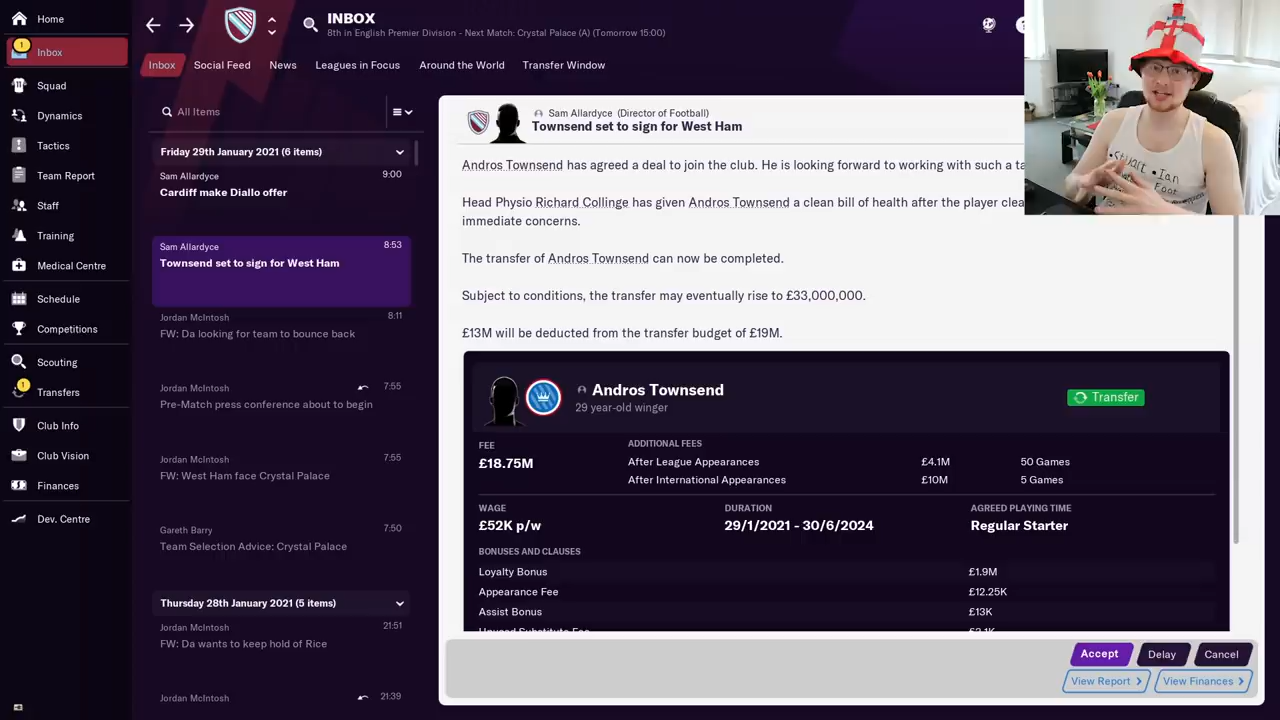 Home
Inbox
1
Squad
Dynamics
Tactics
Team Report
Staff
Training
Medical Centre
Schedule
Competitions
Scouting
1
Transfers
Club Info
Club Vision
Finances
Dev. Centre
INBOX
8th in English Premier Division - Next Match: Crystal Palace (A) (Tomorrow 15:00)
Inbox
Social Feed
News
Leagues in Focus
Around the World
Transfer Window
All Items
Friday 29th January 2021 (6 items)
Sam Allardyce 9:00
Cardiff make Diallo offer
Sam Allardyce 8:53
Townsend set to sign for West Ham
Jordan McIntosh 8:11
FW: Da looking for team to bounce back
Jordan McIntosh 7:55
Pre-Match press conference about to begin
Jordan McIntosh 7:55
FW: West Ham face Crystal Palace
Gareth Barry 7:50
Team Selection Advice: Crystal Palace
Thursday 28th January 2021 (5 items)
Jordan McIntosh 21:51
FW: Da wants to keep hold of Rice
Jordan McIntosh 21:39
Sam Allardyce (Director of Football)
Townsend set to sign for West Ham
Andros Townsend has agreed a deal to join the club. He is looking forward to working with such a
Head Physio Richard Collinge has given Andros Townsend a clean bill of health after the player
immediate concerns.
The transfer of Andros Townsend can now be completed.
Subject to conditions, the transfer may eventually rise to £33,000,000.
£13M will be deducted from the transfer budget of £19M.
Andros Townsend
29 year-old winger
Transfer
FEE
£18.75M
ADDITIONAL FEES
After League Appearances £4.1M 50 Games
After International Appearances £10M 5 Games
WAGE
£52K p/w
DURATION
29/1/2021 - 30/6/2024
AGREED PLAYING TIME
Regular Starter
BONUSES AND CLAUSES
Loyalty Bonus £1.9M
Appearance Fee £12.25K
Assist Bonus £13K
Accept
Delay
Cancel
View Report
View Finances
Stuart
Ian